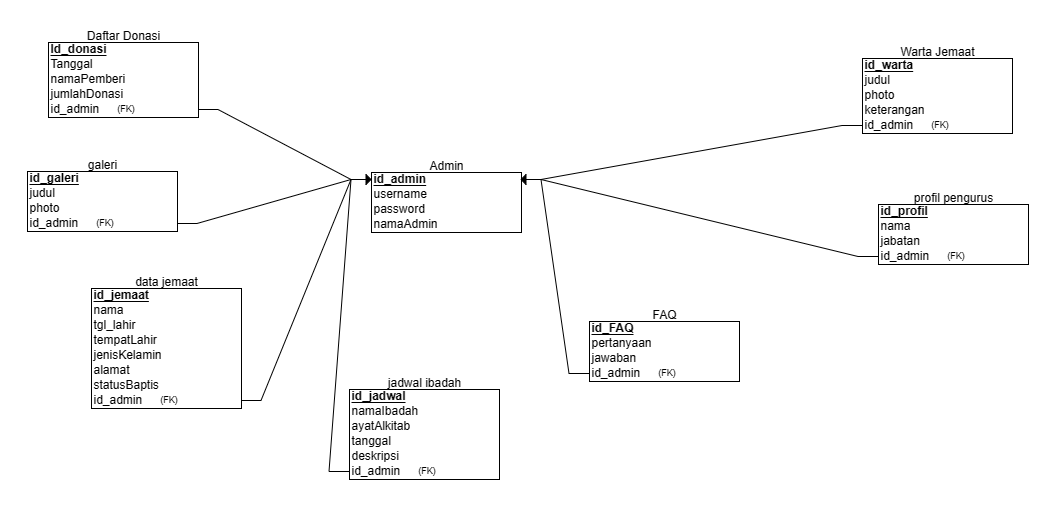 Daftar Donasi
Id_donasi
Tanggal
namaPemberi
jumlahDonasi
id_admin (FK)
galeri
id_galeri
judul
photo
id_admin (FK)
data jemaat
id_jemaat
nama
tgl_lahir
tempatLahir
jenisKelamin
alamat
statusBaptis
id_admin (FK)
Admin
id_admin
username
password
namaAdmin
jadwal ibadah
id_jadwal
namaIbadah
ayatAlkitab
tanggal
deskripsi
id_admin (FK)
Warta Jemaat
id_warta
judul
photo
keterangan
id_admin (FK)
profil pengurus
id_profil
nama
jabatan
id_admin (FK)
FAQ
id_FAQ
pertanyaan
jawaban
id_admin (FK)